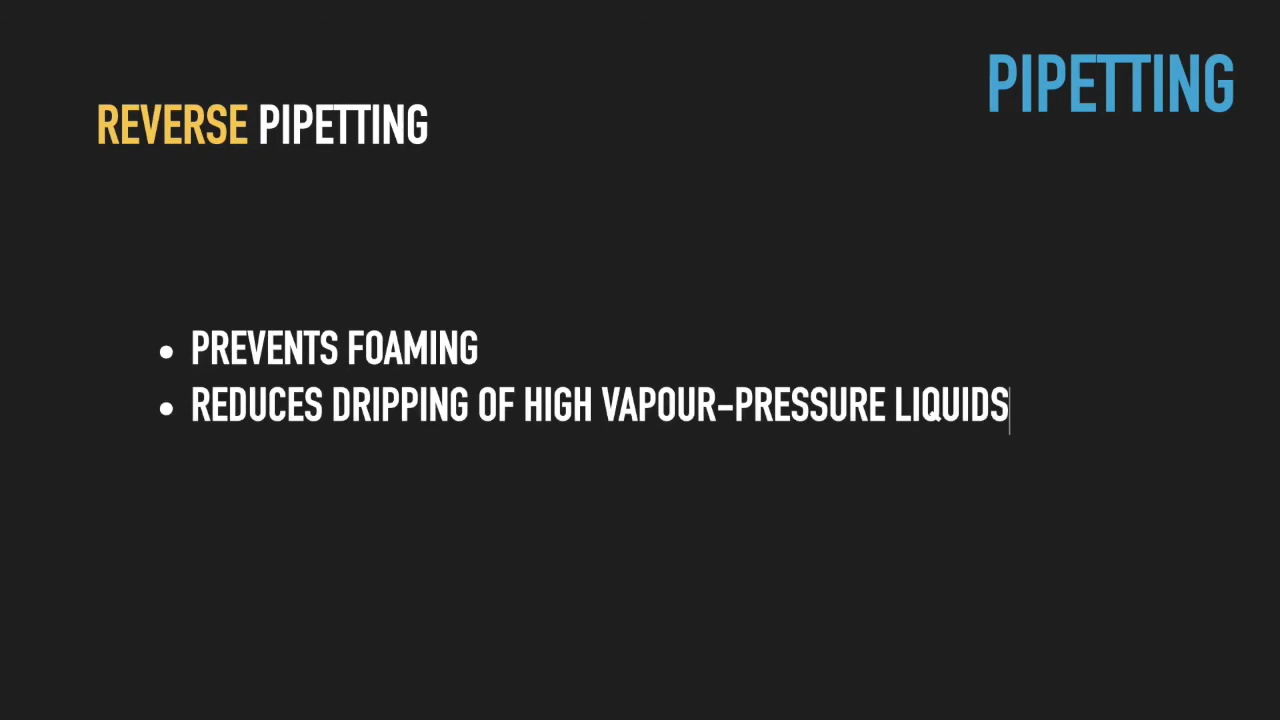 PIPETTING
REVERSE PIPETTING
• PREVENTS FOAMING
• REDUCES DRIPPING OF HIGH VAPOUR-PRESSURE LIQUIDS